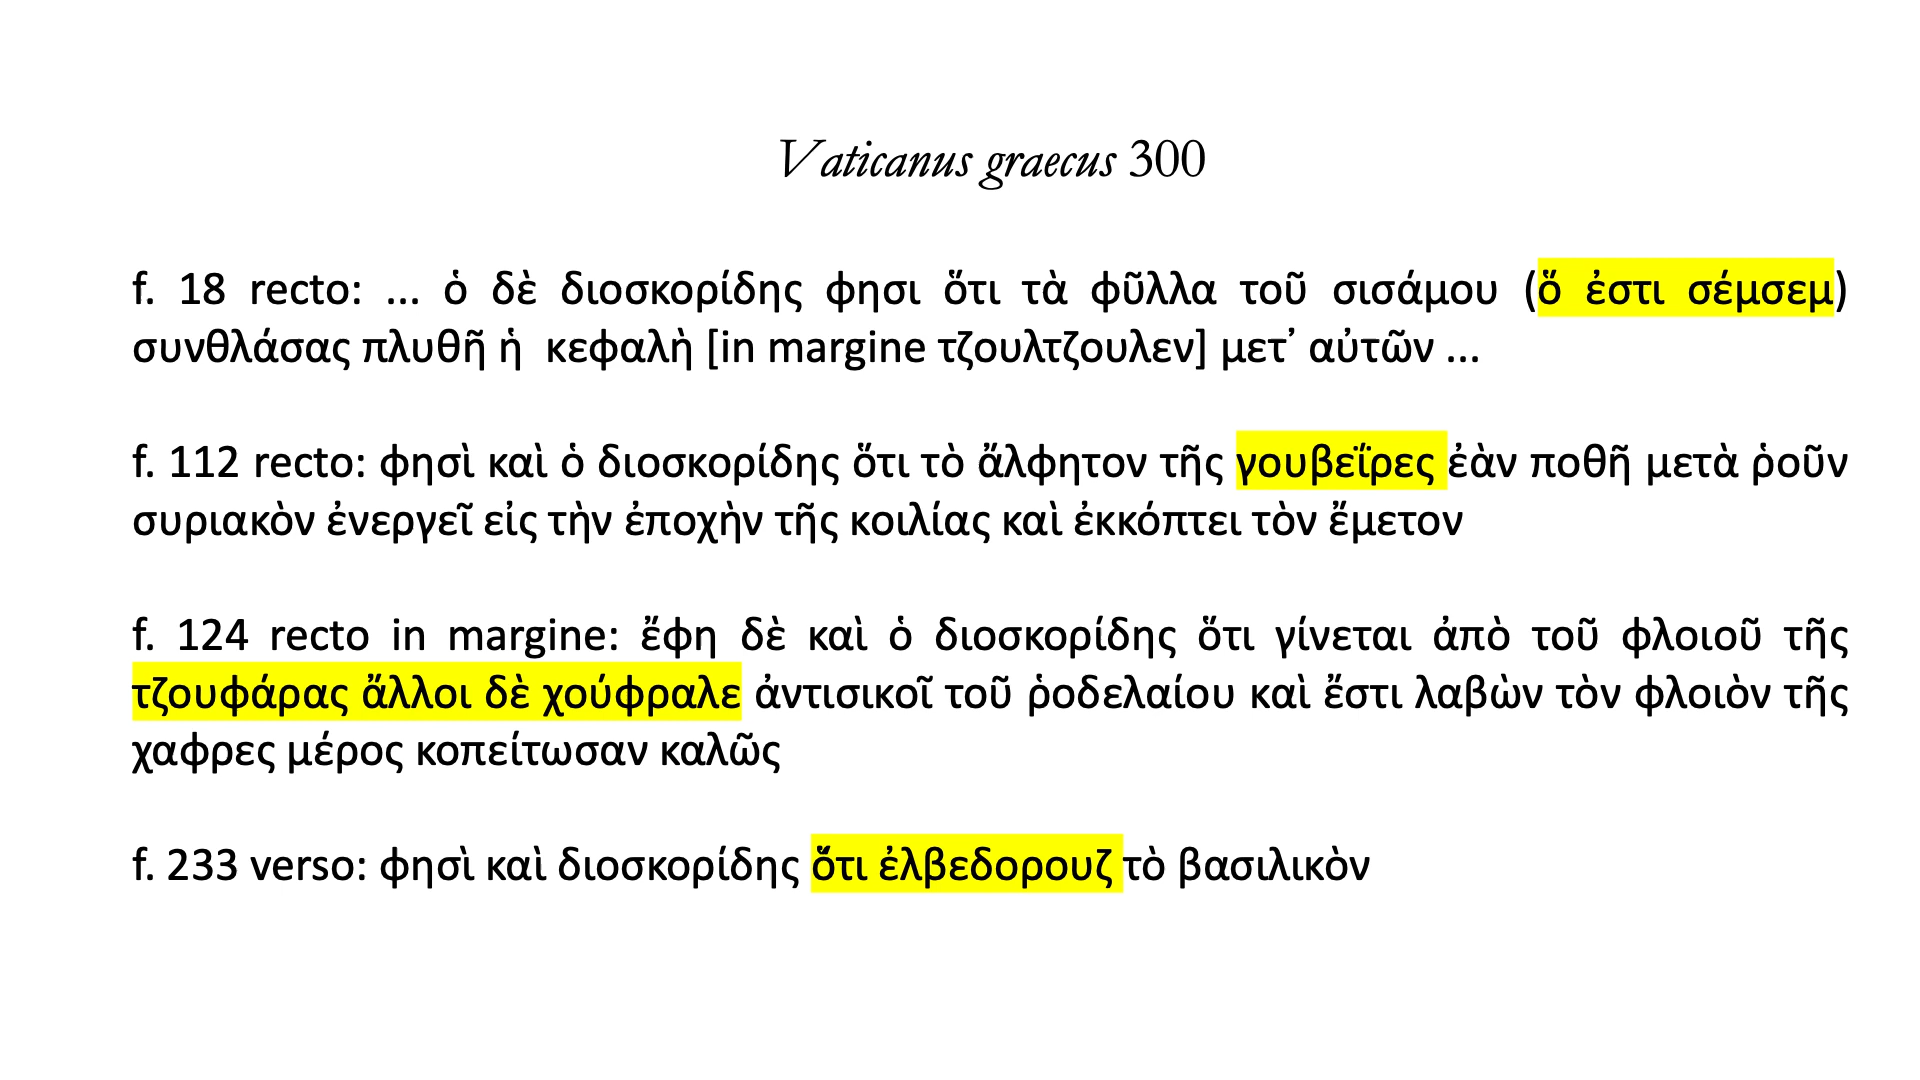 Vaticanus graecus 300
f. 18 recto: ... ὁ δὲ διοσκορίδης φησι ὅτι τὰ φῦλλα τοῦ σισάμου (ὅ ἐστι σέμσεμ)
συνθλάσας πλυθῆ ἡ κεφαλὴ [in margine τζουλτζουλεν] μετᾼ αὐτῶν ...
f. 112 recto: φησὶ καὶ ὁ διοσκορίδης ὅτι τὸ ἄλφητον τῆς γουβεΐρες ἐὰν ποθῆ μετὰ ῥοῦν
συριακὸν ἐνεργεῖ εἰς τὴν ἐποχὴν τῆς κοιλίας καὶ ἐκκόπτει τὸν ἔμετον
f. 124 recto in margine: ἔφη δὲ καὶ ὁ διοσκορίδης ὅτι γίνεται ἀπὸ τοῦ φλοιοῦ τῆς
τζουφάρας ἄλλοι δὲ χούφραλε ἀντισικοῖ τοῦ ῥοδελαίου καὶ ἔστι λαβὼν τὸν φλοιὸν τῆς
χαφρες μέρος κοπείτωσαν καλῶς
f. 233 verso: φησὶ καὶ διοσκορίδης ὅτι ἐλβεδορουζ τὸ βασιλικὸν